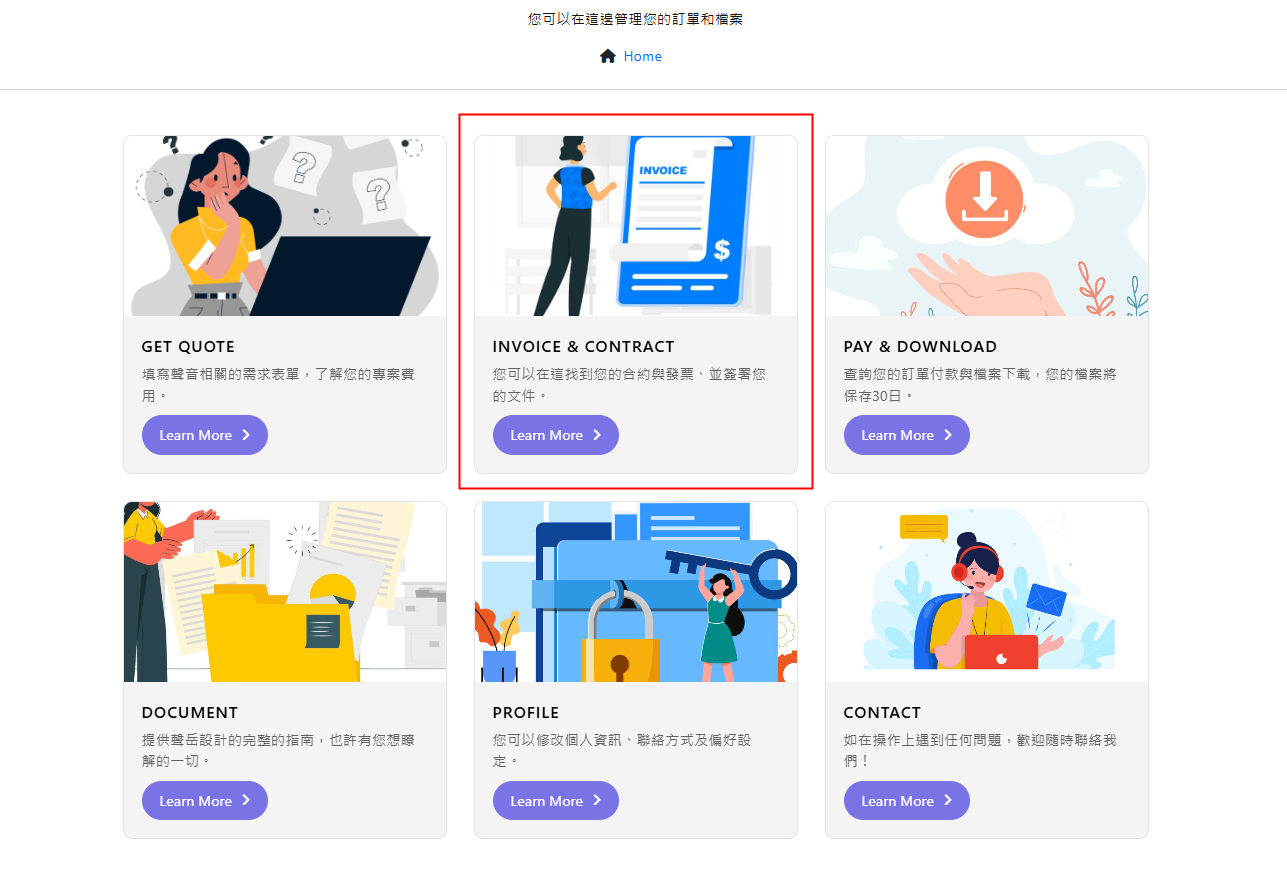 您可以在這邊管理您的訂單和檔案
Home
INVOICE
$
GET QUOTE
填寫聲音相關的需求表單，了解您的專案費
用。
Learn More
INVOICE & CONTRACT
您可以在這找到您的合約與發票、並簽署您
的文件。
Learn More
PAY & DOWNLOAD
查詢您的訂單付款與檔案下載，您的檔案將
保存30日。
Learn More
DOCUMENT
提供聲岳設計的完整的指南，也許有您想瞭
解的一切。
Learn More
PROFILE
您可以修改個人資訊、聯絡方式及偏好設
定。
Learn More
CONTACT
如在操作上遇到任何問題，歡迎隨時聯絡我
們！
Learn More